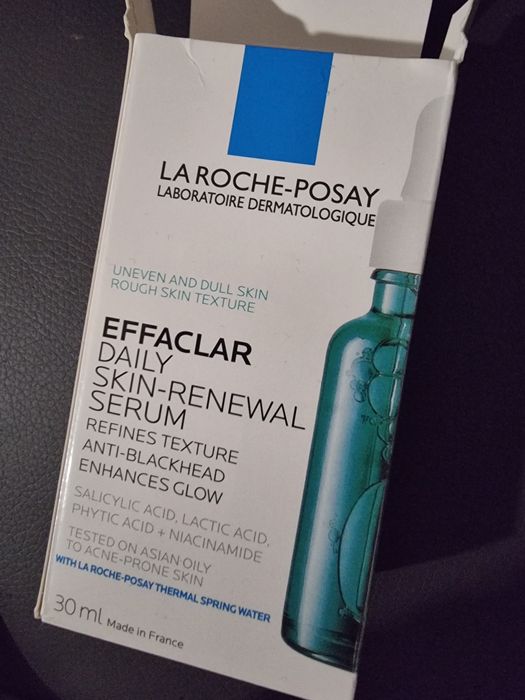 LA ROCHE-POSAY
LABORATOIRE DERMATOLOGIQUE
UNEVEN AND DULL SKIN
ROUGH SKIN TEXTURE
EFFACLAR
DAILY
SKIN-RENEWAL
SERUM
REFINES TEXTURE
ANTI-BLACKHEAD
ENHANCES GLOW
SALICYLIC ACID, LACTIC ACID,
PHYTIC ACID + NIACINAMIDE
TESTED ON ASIAN OILY
TO ACNE-PRONE SKIN
WITH LA ROCHE-POSAY THERMAL SPRING WATER
30 ml Made in France